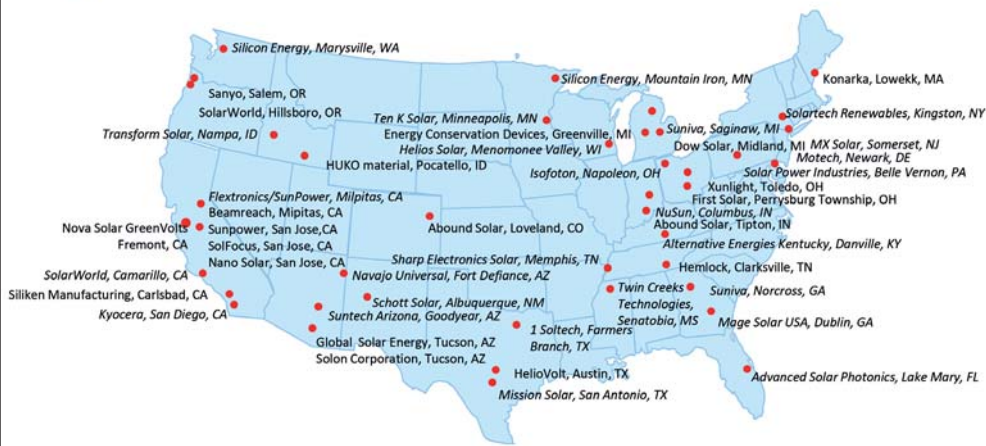 Silicon Energy, Marysville, WA
Sanyo, Salem, OR
SolarWorld, Hillsboro, OR
Transform Solar, Nampa, ID
HUKO material, Pocatello, ID
Flextronics/SunPower, Milpitas, CA
Beamreach, Mipitas, CA
Nova Solar GreenVolts
Fremont, CA
Sunpower, San Jose,CA
SolFocus, San Jose,CA
Nano Solar, San Jose, CA
SolarWorld, Camarillo, CA
Siliken Manufacturing, Carlsbad, CA
Kyocera, San Diego, CA
Navajo Universal, Fort Defiance, AZ
Schott Solar, Albuquerque, NM
Suntech Arizona, Goodyear, AZ
Global Solar Energy, Tucson, AZ
Solon Corporation, Tucson, AZ
Abound Solar, Loveland, CO
Silicon Energy, Mountain Iron, MN
Ten K Solar, Minneapolis, MN
Energy Conservation Devices, Greenville, MI
Helios Solar, Menomonee Valley, WI
Suniva, Saginaw, MI
Dow Solar, Midland, MI
Isofoton, Napoleon, OH
Konarka, Lowekk, MA
Solartech Renewables, Kingston, NY
MX Solar, Somerset, NJ
Motech, Newark, DE
Solar Power Industries, Belle Vernon, PA
Xunlight, Toledo, OH
First Solar, Perrysburg Township, OH
NuSun, Columbus, IN
Abound Solar, Tipton, IN
Alternative Energies Kentucky, Danville, KY
Sharp Electronics Solar, Memphis, TN
Hemlock, Clarksville, TN
Twin Creeks
Technologies,
Senatobia, MS
Suniva, Norcross, GA
Mage Solar USA, Dublin, GA
1 Soltech, Farmers
Branch, TX
HelioVolt, Austin, TX
Mission Solar, San Antonio, TX
Advanced Solar Photonics, Lake Mary, FL